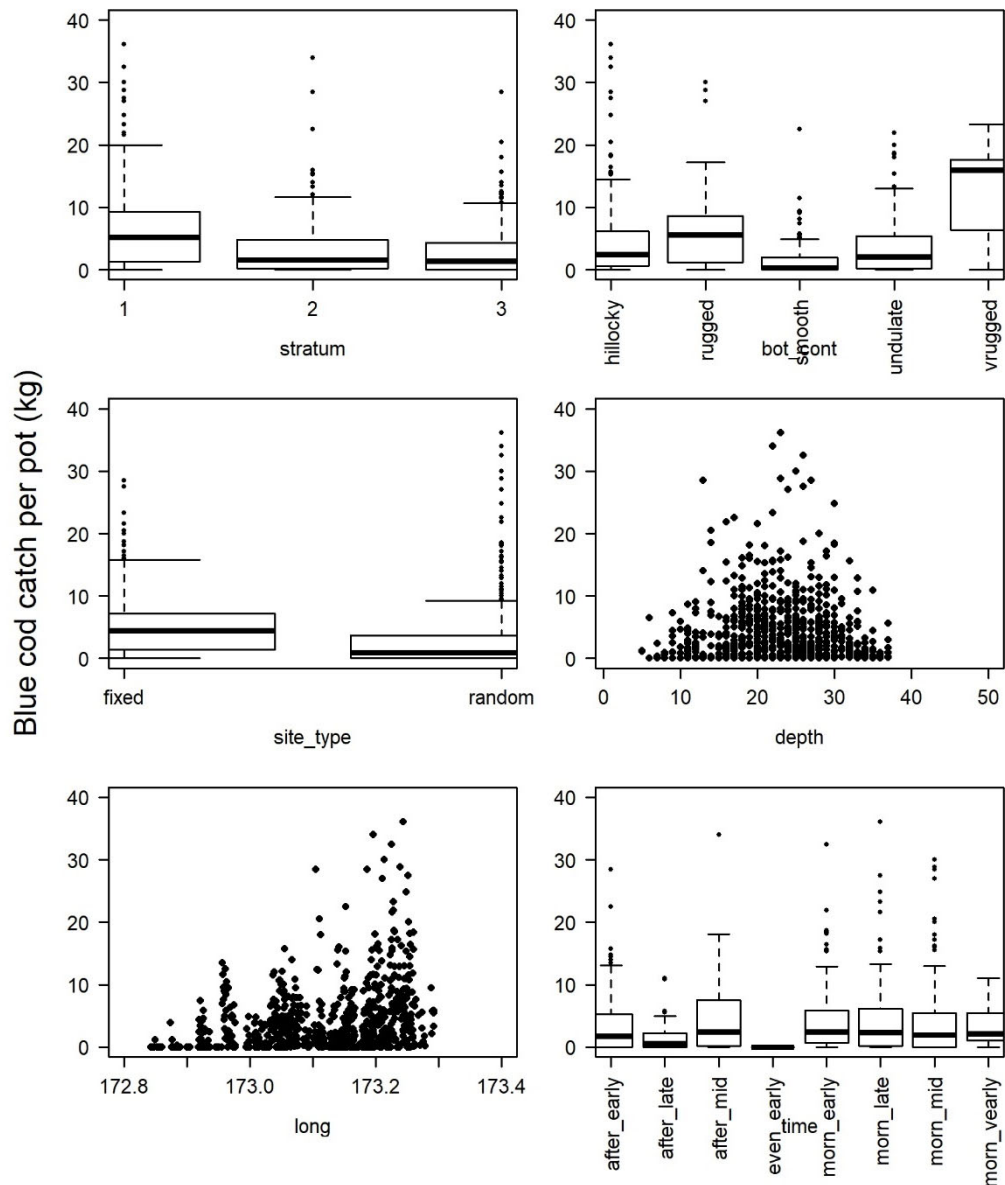 Blue cod catch per pot (kg)
40
30
20
10
0
1
2
3
stratum
40
30
20
10
0
hillocky
rugged
smooth
undulate
vrugged
bot_cont
40
30
20
10
0
fixed
random
site_type
40
30
20
10
0
0
10
20
30
40
50
depth
40
30
20
10
0
172.8
173.0
173.2
173.4
long
40
30
20
10
0
after_early
after_late
after_mid
even_early
morn_early
morn_late
morn_mid
morn_vearly
time